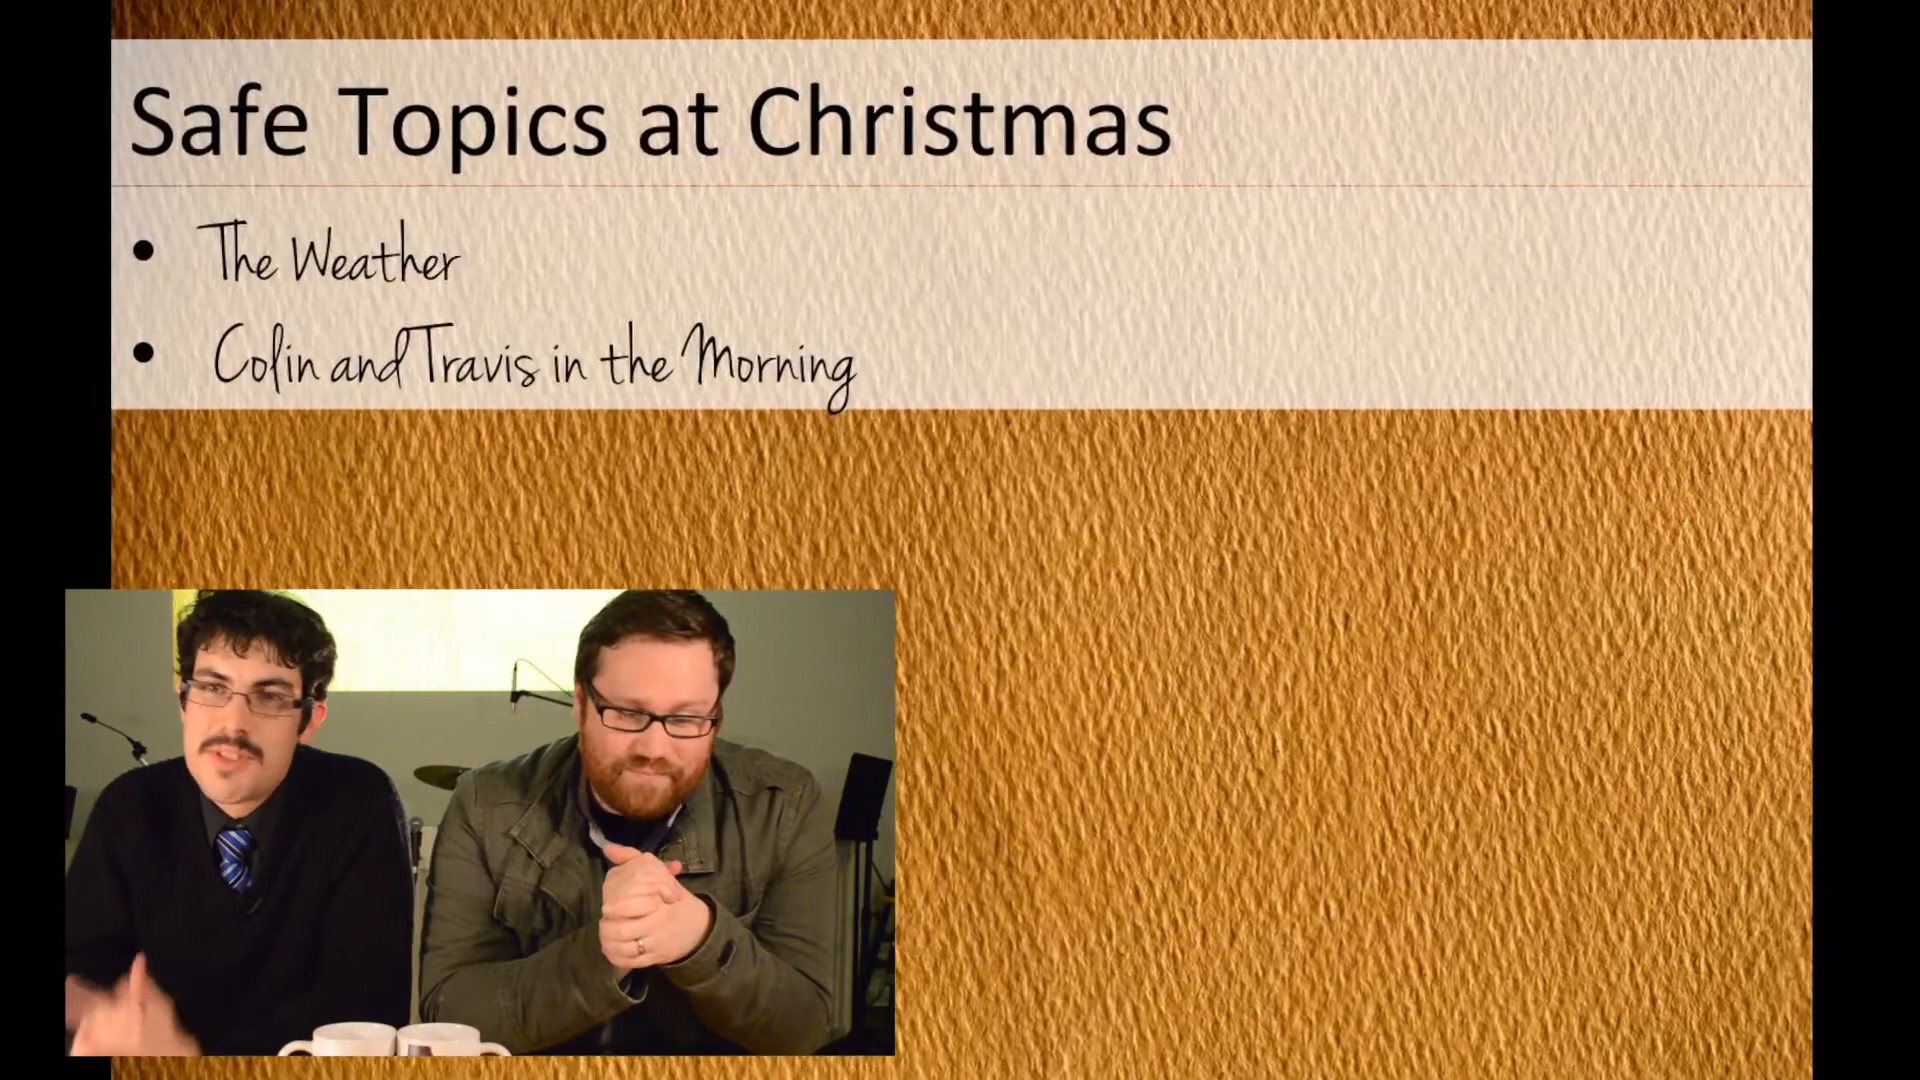 Safe Topics at Christmas
• The Weather
• Colin and Travis in the Morning